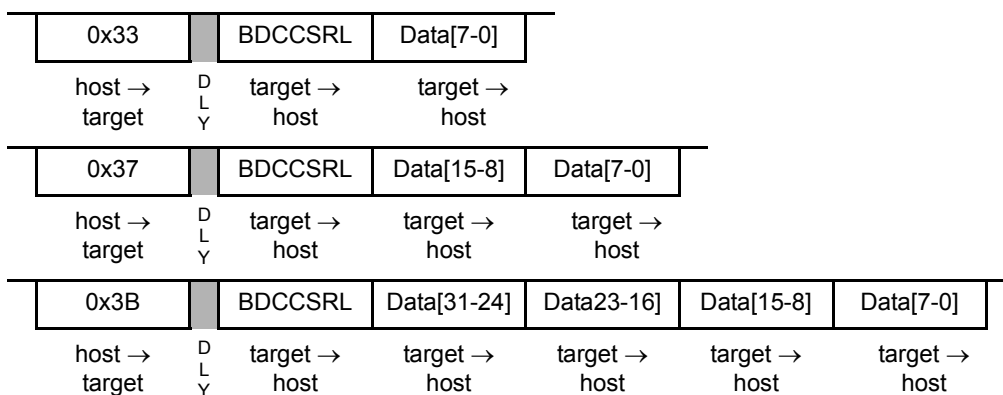 0x33 BDCCSRL Data[7-0]
host → D target → target →
L
target Y host host
0x37 BDCCSRL Data[15-8] Data[7-0]
host → D target → target → target →
L
target Y host host host
0x3B BDCCSRL Data[31-24] Data23-16] Data[15-8] Data[7-0]
host → D target → target → target → target → target →
L
target Y host host host host host